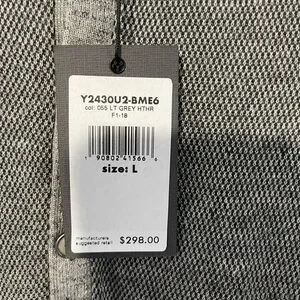 Y2430U2-BME6
col: 055 LT GREY HTHR
F1-18
1 90802 41566 6
size: L
manufacturers
suggested retail $298.00